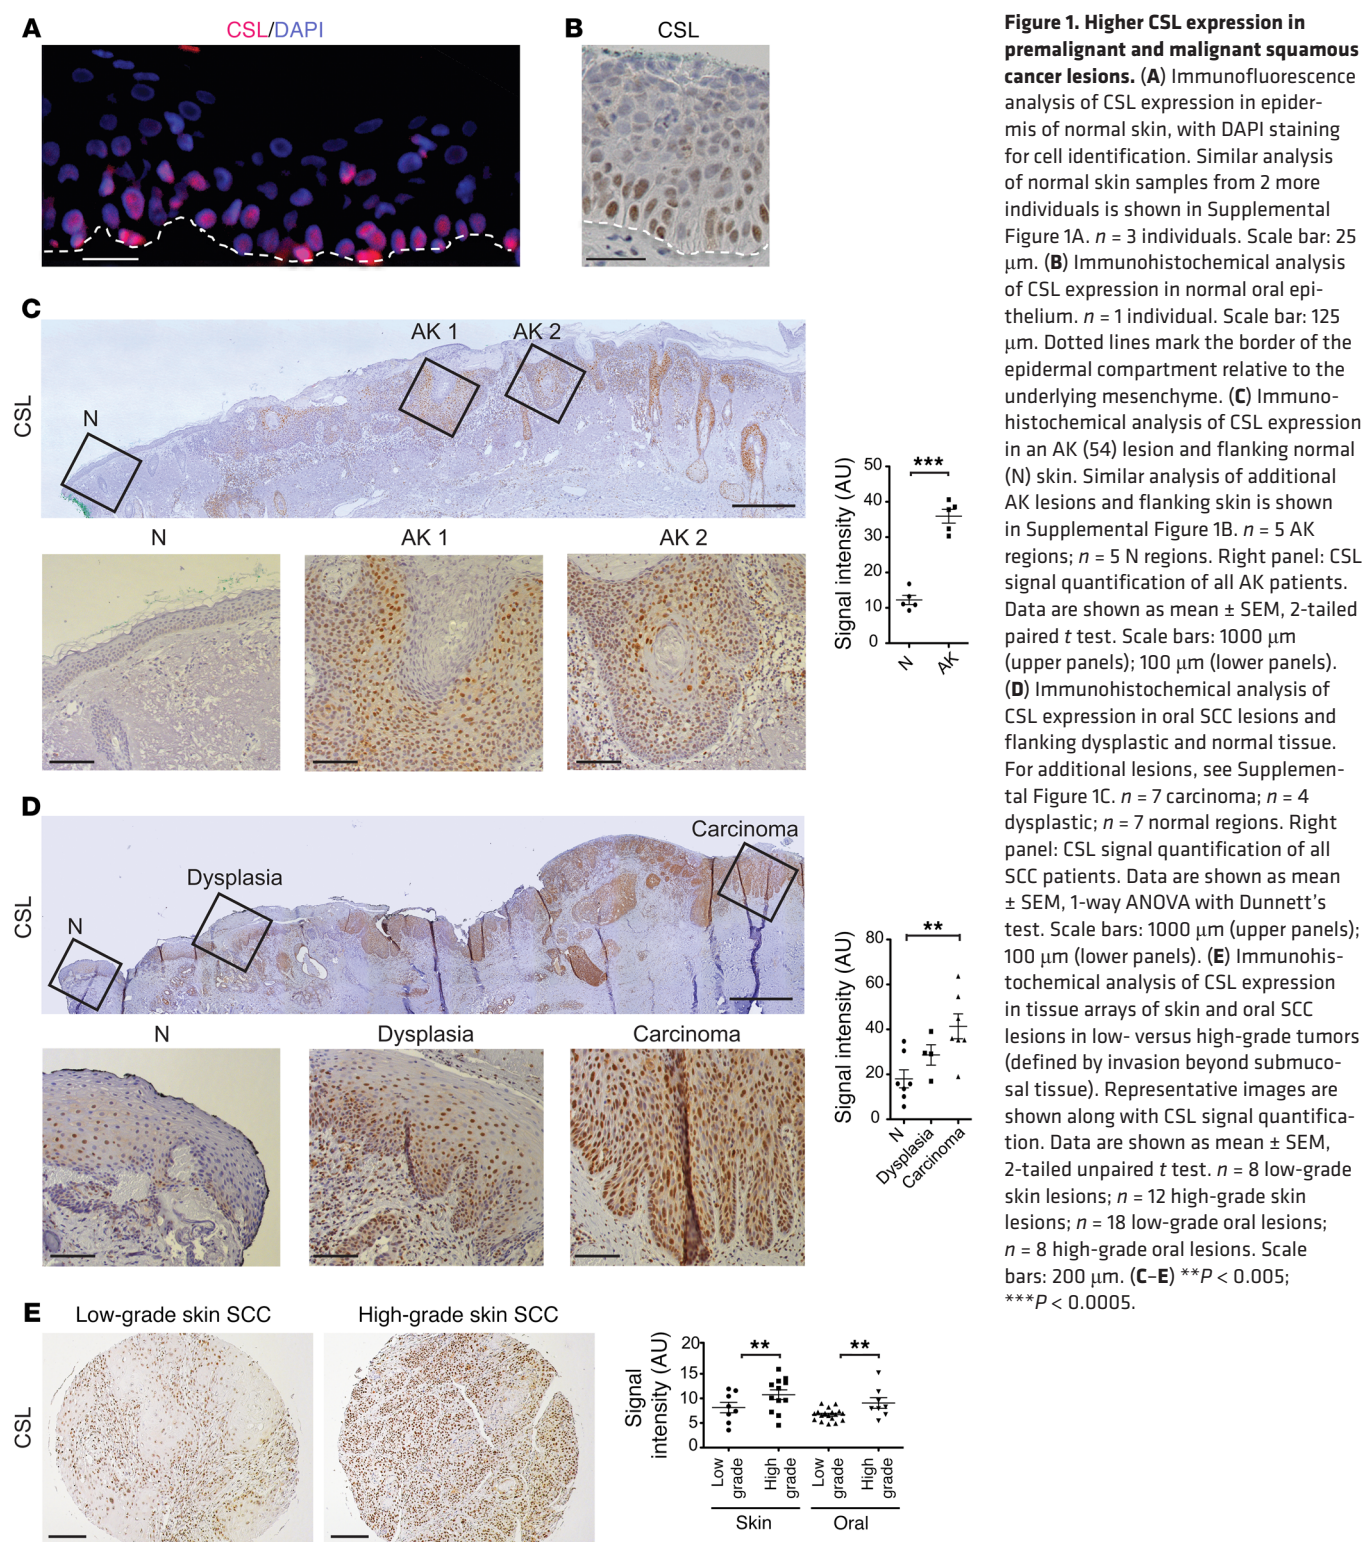 A
CSL/DAPI
B
CSL
C
CSL
N
AK 1
AK 2
N
AK 1
AK 2
Signal intensity (AU)
50
40
30
20
10
0
***
N
AK
D
CSL
N
Dysplasia
Carcinoma
N
Dysplasia
Carcinoma
Signal intensity (AU)
80
60
40
20
0
**
N
Dysplasia
Carcinoma
E
CSL
Low-grade skin SCC
High-grade skin SCC
Signal
intensity (AU)
20
15
10
5
0
**
**
Low
grade
High
grade
Low
grade
High
grade
Skin
Oral
Figure 1. Higher CSL expression in
premalignant and malignant squamous
cancer lesions. (A) Immunofluorescence
analysis of CSL expression in epider-
mis of normal skin, with DAPI staining
for cell identification. Similar analysis
of normal skin samples from 2 more
individuals is shown in Supplemental
Figure 1A. n = 3 individuals. Scale bar: 25
μm. (B) Immunohistochemical analysis
of CSL expression in normal oral epi-
thelium. n = 1 individual. Scale bar: 125
μm. Dotted lines mark the border of the
epidermal compartment relative to the
underlying mesenchyme. (C) Immuno-
histochemical analysis of CSL expression
in an AK (54) lesion and flanking normal
(N) skin. Similar analysis of additional
AK lesions and flanking skin is shown
in Supplemental Figure 1B. n = 5 AK
regions; n = 5 N regions. Right panel: CSL
signal quantification of all AK patients.
Data are shown as mean ± SEM, 2-tailed
paired t test. Scale bars: 1000 μm
(upper panels); 100 μm (lower panels).
(D) Immunohistochemical analysis of
CSL expression in oral SCC lesions and
flanking dysplastic and normal tissue.
For additional lesions, see Supplemen-
tal Figure 1C. n = 7 carcinoma; n = 4
dysplastic; n = 7 normal regions. Right
panel: CSL signal quantification of all
SCC patients. Data are shown as mean
± SEM, 1-way ANOVA with Dunnett's
test. Scale bars: 1000 μm (upper panels);
100 μm (lower panels). (E) Immunohis-
tochemical analysis of CSL expression
in tissue arrays of skin and oral SCC
lesions in low- versus high-grade tumors
(defined by invasion beyond submuco-
sal tissue). Representative images are
shown along with CSL signal quantifica-
tion. Data are shown as mean ± SEM,
2-tailed unpaired t test. n = 8 low-grade
skin lesions; n = 12 high-grade skin
lesions; n = 18 low-grade oral lesions;
n = 8 high-grade oral lesions. Scale
bars: 200 μm. (C–E) **P < 0.005;
***P < 0.0005.